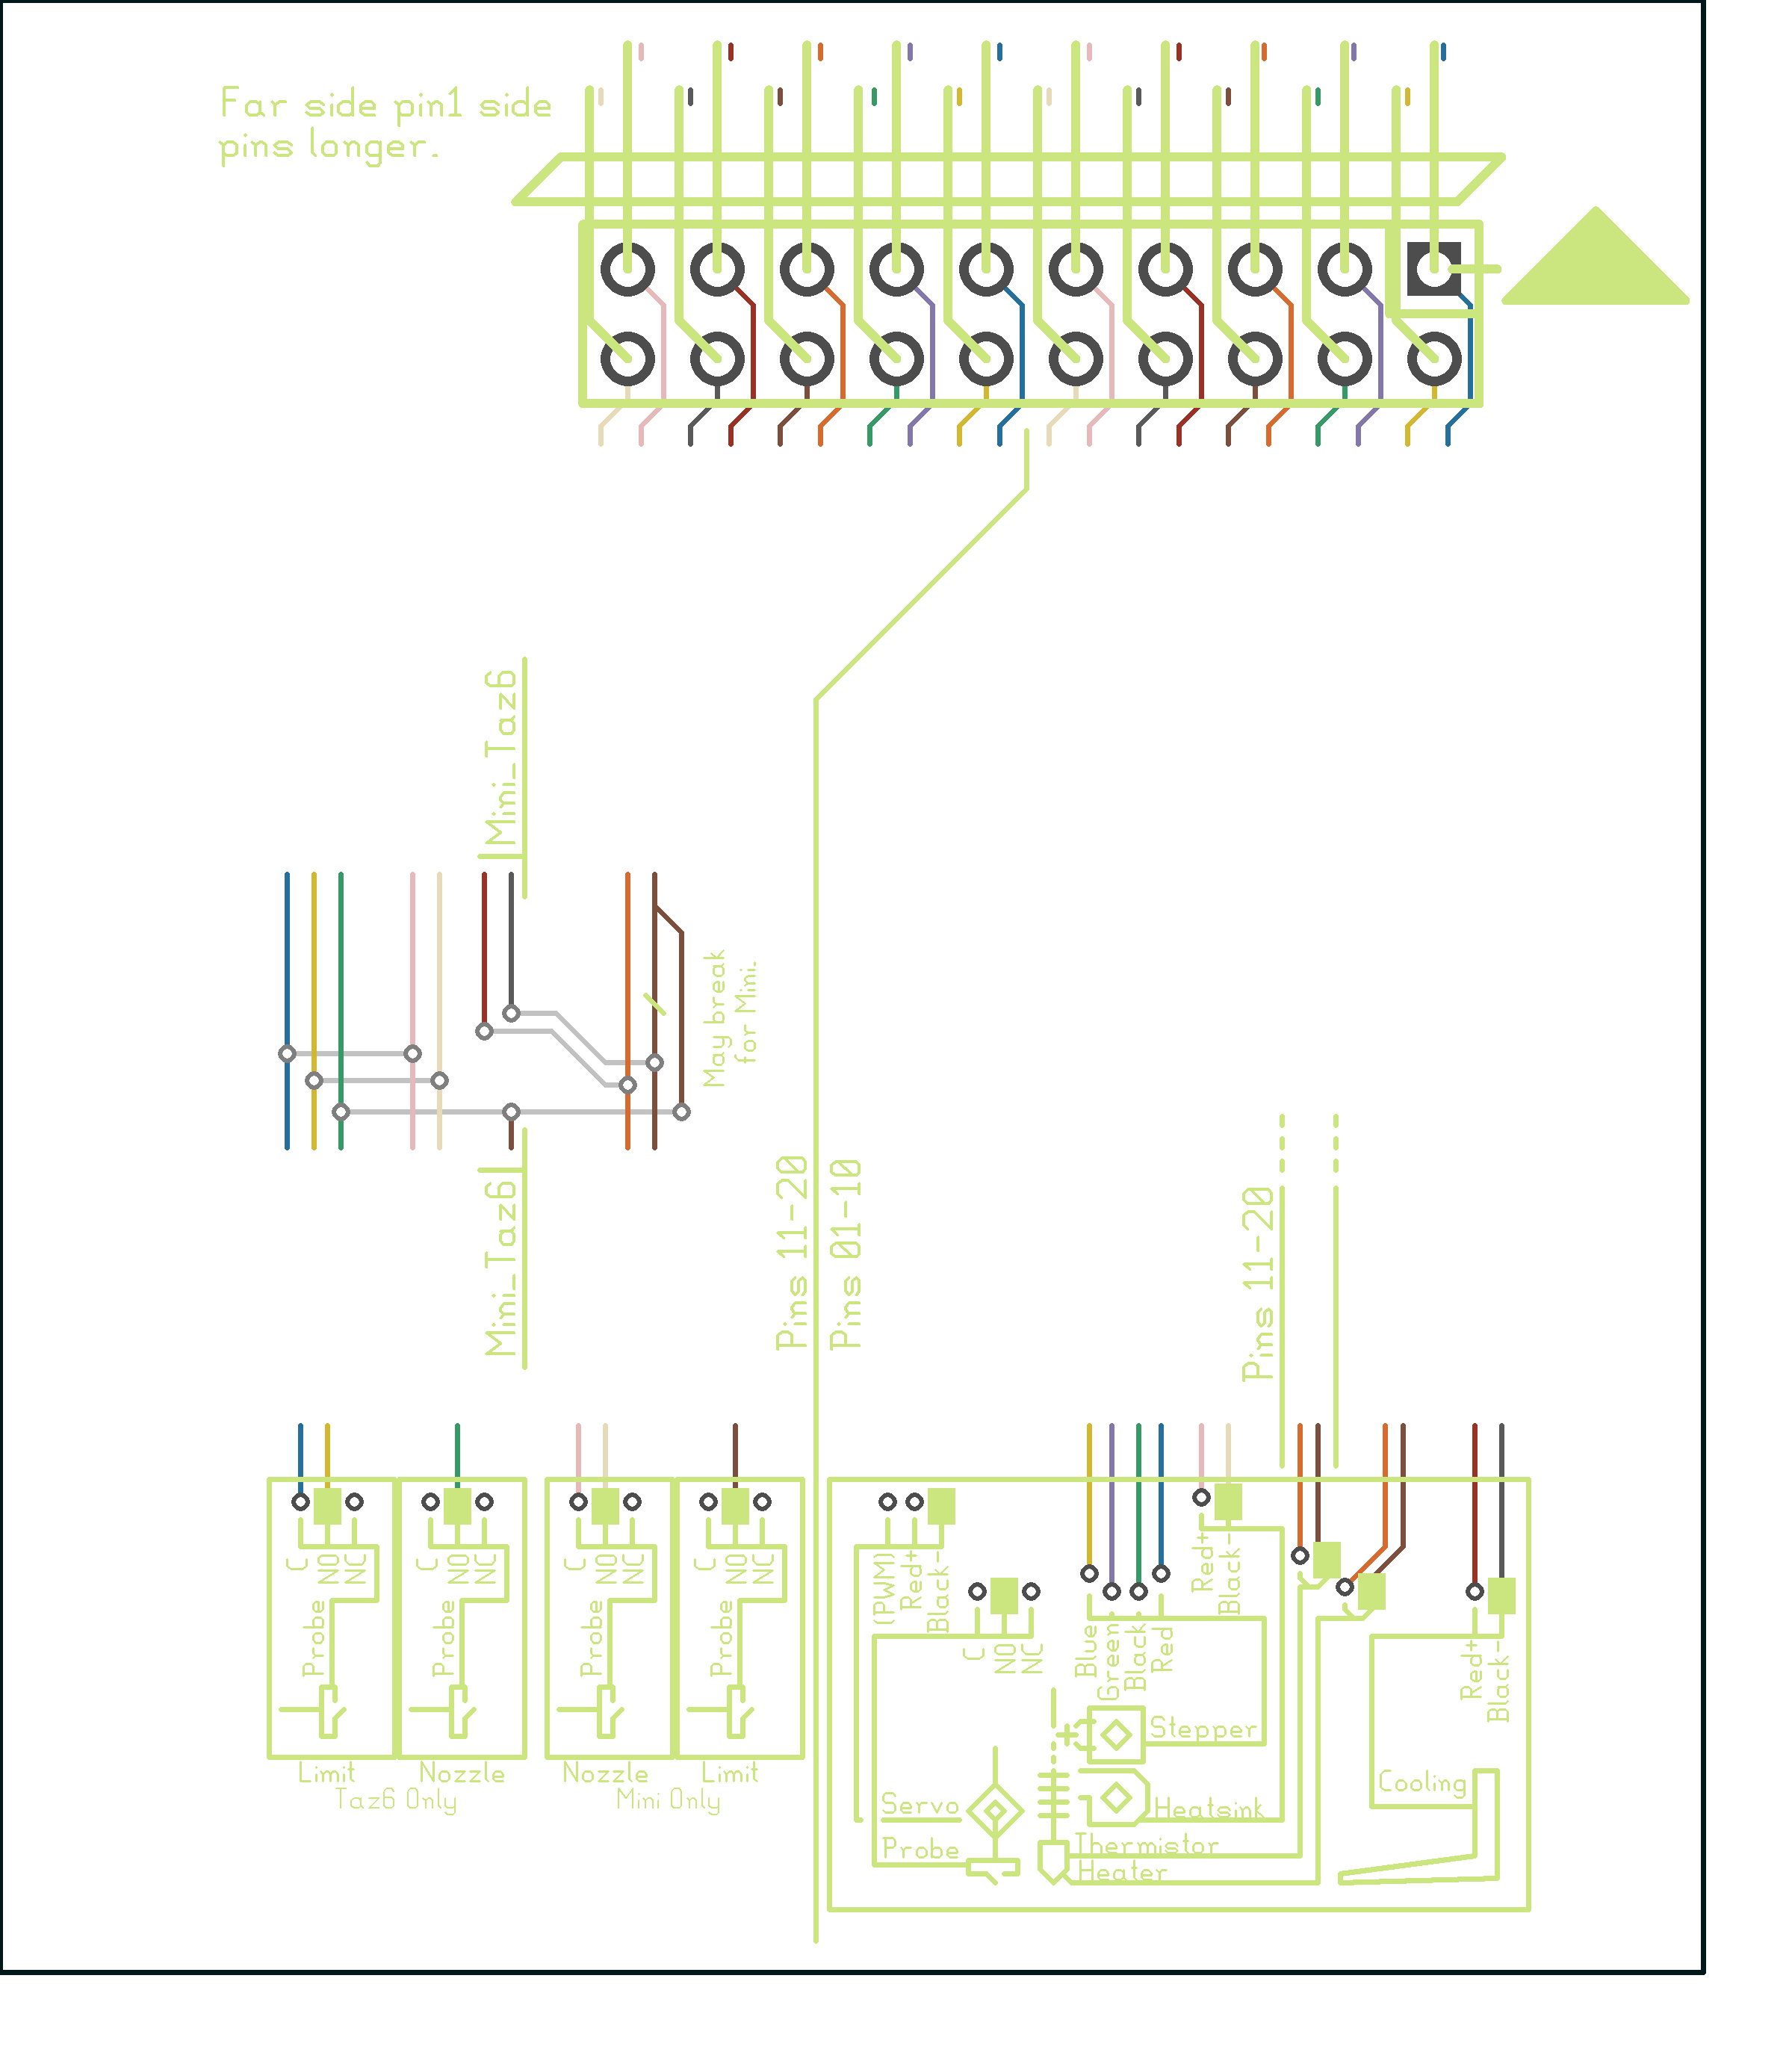 Far side pin1 side
pins longer.
Mini_Taz6
May break
for Mini.
Mini_Taz6
Pins 11-20
Pins 01-10
Pins 11-20
C
NO
NC
Probe
Limit
C
NO
NC
Probe
Nozzle
Taz6 Only
C
NO
NC
Probe
Nozzle
C
NO
NC
Probe
Limit
Mini Only
(PWM)
Red+
Black-
C
NO
NC
Blue
Green
Black
Red
Red+
Black-
Red+
Black-
Stepper
Servo
Heatsink
Cooling
Probe
Thermistor
Heater